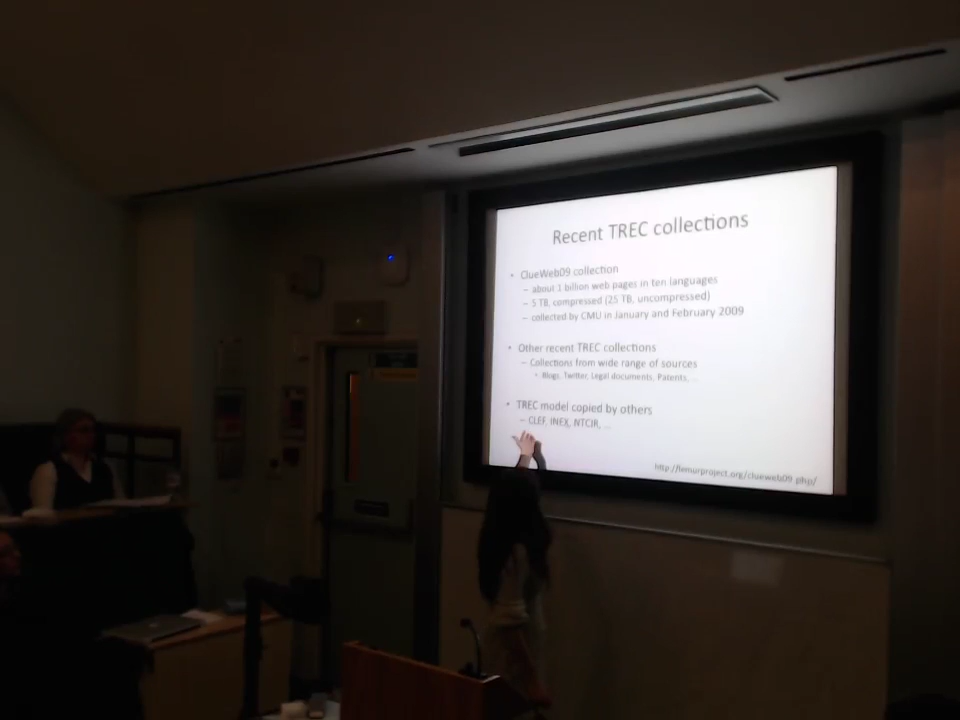 Recent TREC collections
• ClueWeb09 collection
– about 1 billion web pages in ten languages
– 5 TB, compressed (25 TB, uncompressed)
– collected by CMU in January and February 2009
• Other recent TREC collections
– Collections from wide range of sources
• Blogs, Twitter, Legal documents, Patents, ...
• TREC model copied by others
– CLEF, INEX, NTCIR, ...
http://lemurproject.org/clueweb09.php/